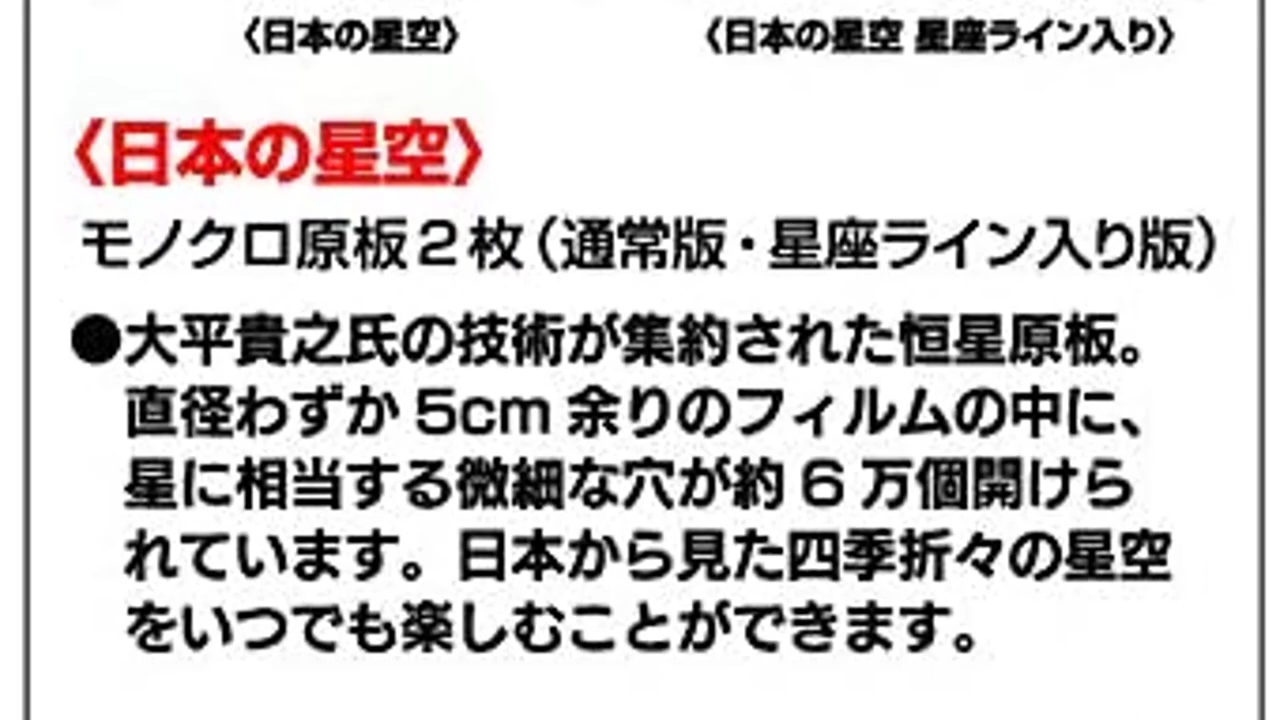 〈日本の星空〉
〈日本の星空 星座ライン入り〉
〈日本の星空〉
モノクロ原板２枚（通常版・星座ライン入り版）
●大平貴之氏の技術が集約された恒星原板。
直径わずか 5cm 余りのフィルムの中に、
星に相当する微細な穴が約 6 万個開けら
れています。日本から見た四季折々の星空
をいつでも楽しむことができます。